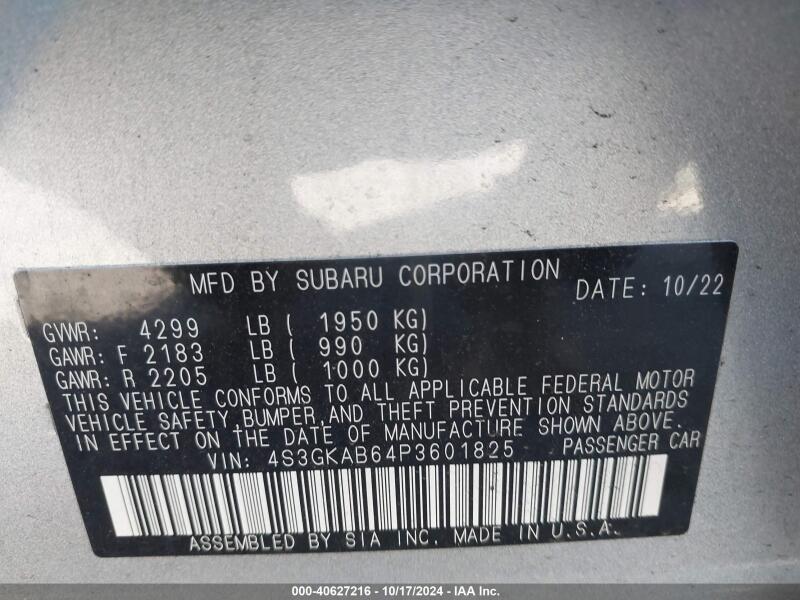 MFD BY SUBARU CORPORATION DATE: 10/22
GVWR: 4299 LB ( 1950 KG)
GAWR: F 2183 LB ( 990 KG)
GAWR: R 2205 LB ( 1000 KG)
THIS VEHICLE CONFORMS TO ALL APPLICABLE FEDERAL MOTOR
VEHICLE SAFETY BUMPER AND THEFT PREVENTION STANDARDS
IN EFFECT ON THE DATE OF MANUFACTURE SHOWN ABOVE.
VIN: 4S3GKAB64P3601825 PASSENGER CAR
ASSEMBLED BY SIA INC. MADE IN U.S.A.
000-40627216 - 10/17/2024 - IAA Inc.